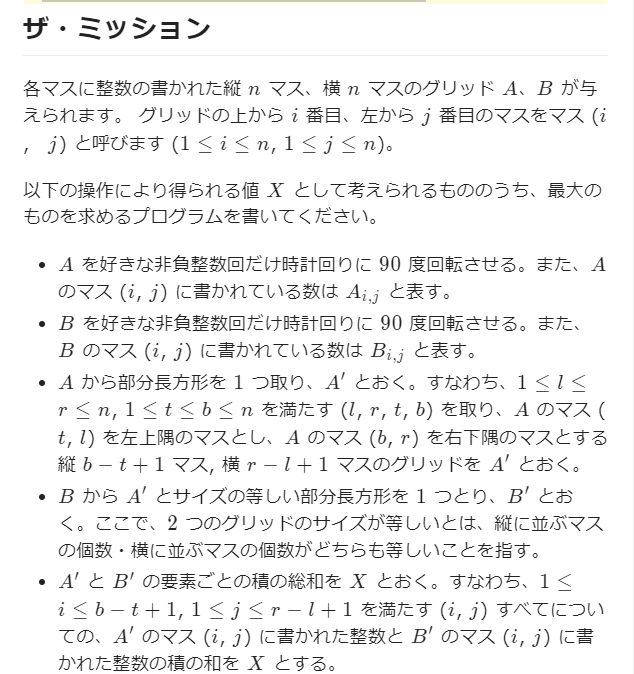 ザ・ミッション
各マスに整数の書かれた縦 n マス、横 n マスのグリッド A、B が与
えられます。 グリッドの上から i 番目、左から j 番目のマスをマス (i
, j) と呼びます (1 ≤ i ≤ n, 1 ≤ j ≤ n)。
以下の操作により得られる値 X として考えられるもののうち、最大の
ものを求めるプログラムを書いてください。
• A を好きな非負整数回だけ時計回りに 90 度回転させる。また、A
のマス (i, j) に書かれている数は A_{i,j} と表す。
• B を好きな非負整数回だけ時計回りに 90 度回転させる。また、
B のマス (i, j) に書かれている数は B_{i,j} と表す。
• A から部分長方形を 1 つ取り、A′ とおく。すなわち、1 ≤ l ≤
r ≤ n, 1 ≤ t ≤ b ≤ n を満たす (l, r, t, b) を取り、A のマス (
t, l) を左上隅のマスとし、A のマス (b, r) を右下隅のマスとする
縦 b − t + 1 マス, 横 r − l + 1 マスのグリッドを A′ とおく。
• B から A′ とサイズの等しい部分長方形を 1 つとり、B′ とお
く。ここで、2 つのグリッドのサイズが等しいとは、縦に並ぶマス
の個数・横に並ぶマスの個数がどちらも等しいことを指す。
• A′ と B′ の要素ごとの積の総和を X とおく。すなわち、1 ≤
i ≤ b − t + 1, 1 ≤ j ≤ r − l + 1 を満たす (i, j) すべてについ
ての、A′ のマス (i, j) に書かれた整数と B′ のマス (i, j) に書
かれた整数の積の和を X とする。